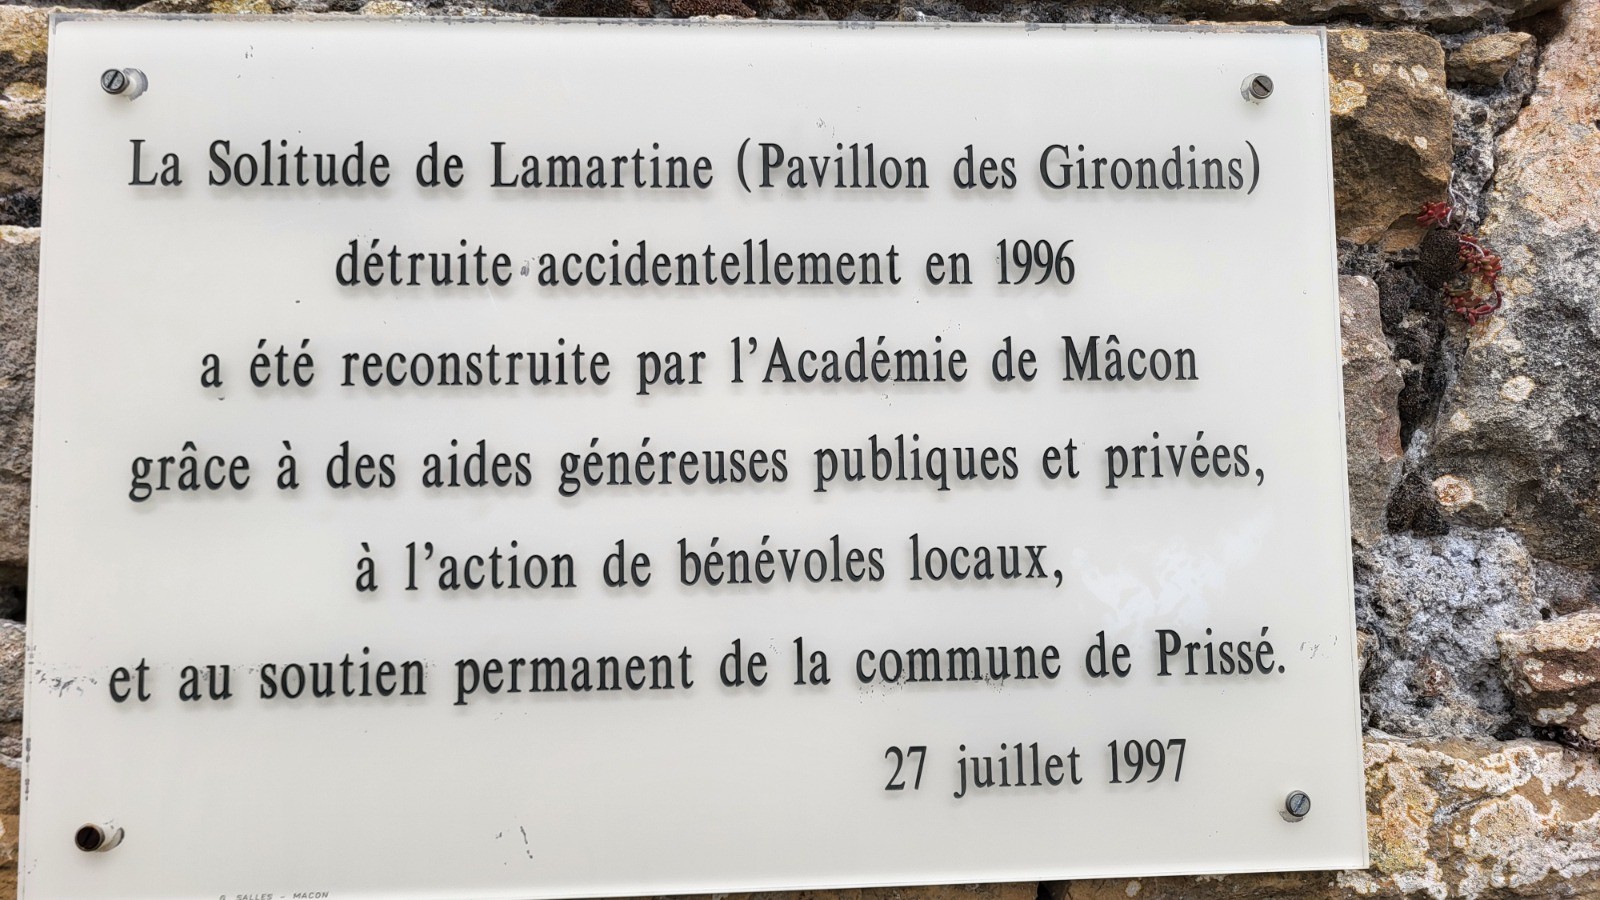 La Solitude de Lamartine (Pavillon des Girondins)
détruite accidentellement en 1996
a été reconstruite par l'Académie de Mâcon
grâce à des aides généreuses publiques et privées,
à l'action de bénévoles locaux,
et au soutien permanent de la commune de Prissé.
27 juillet 1997
SALLES - MACON